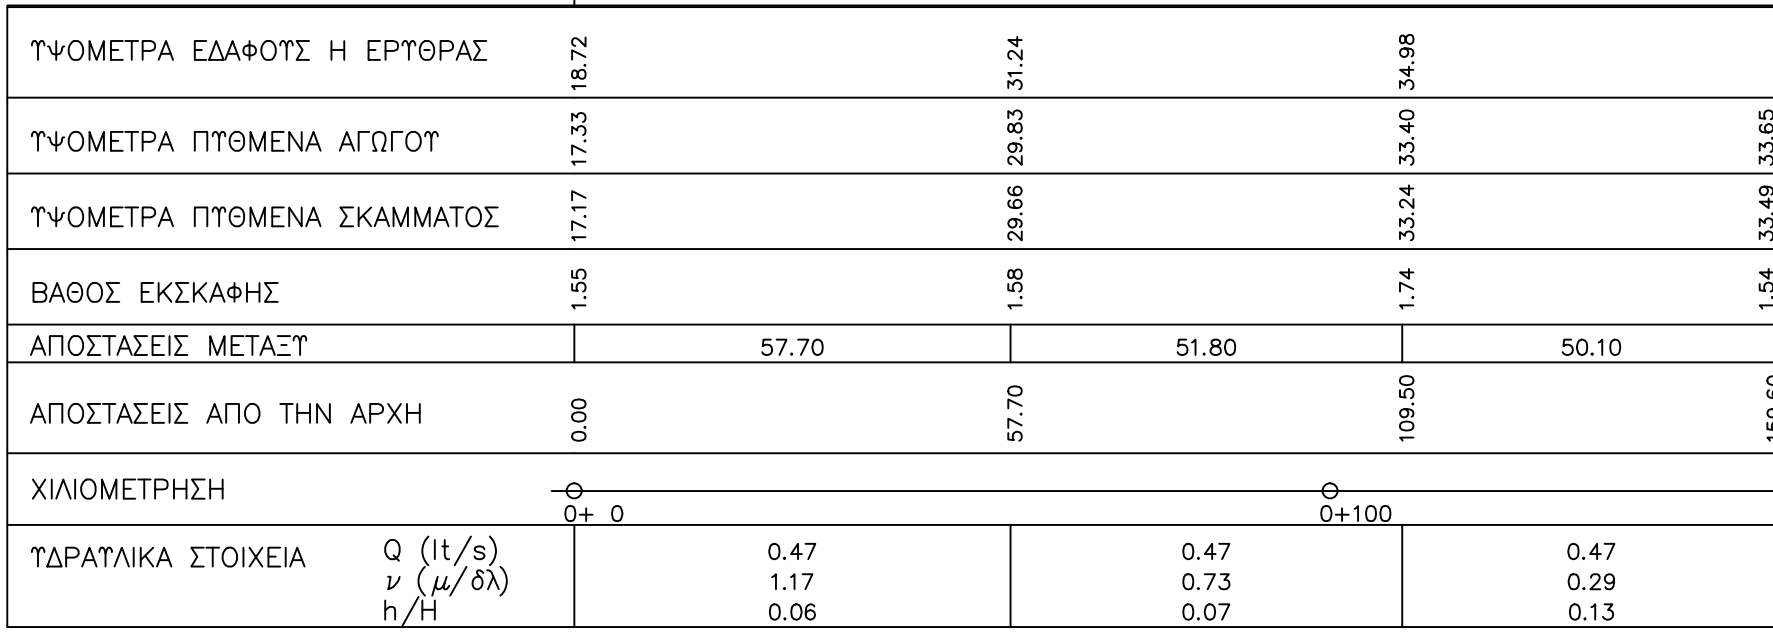 ΥΨΟΜΕΤΡΑ ΕΔΑΦΟΥΣ Η ΕΡΥΘΡΑΣ 18.72 31.24 34.98
ΥΨΟΜΕΤΡΑ ΠΥΘΜΕΝΑ ΑΓΩΓΟΥ 17.33 29.83 33.40 33.65
ΥΨΟΜΕΤΡΑ ΠΥΘΜΕΝΑ ΣΚΑΜΜΑΤΟΣ 17.17 29.66 33.24 33.49
ΒΑΘΟΣ ΕΚΣΚΑΦΗΣ 1.55 1.58 1.74 1.54
ΑΠΟΣΤΑΣΕΙΣ ΜΕΤΑΞΥ 57.70 51.80 50.10
ΑΠΟΣΤΑΣΕΙΣ ΑΠΟ ΤΗΝ ΑΡΧΗ 0.00 57.70 109.50 159.60
ΧΙΛΙΟΜΕΤΡΗΣΗ
0+ 0 0+100
ΥΔΡΑΥΛΙΚΑ ΣΤΟΙΧΕΙΑ Q (lt/s) 0.47 0.47 0.47
ν (μ/δλ) 1.17 0.73 0.29
h/H 0.06 0.07 0.13